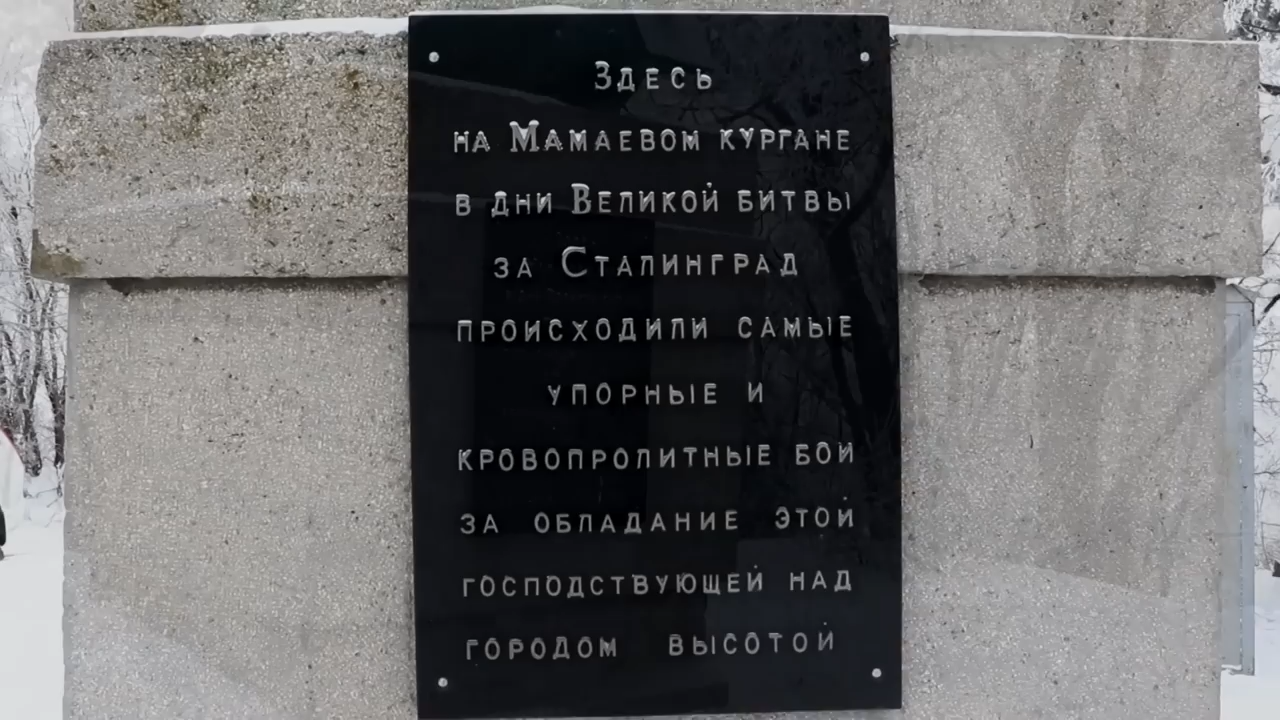 Здесь
на Мамаевом кургане
в дни Великой битвы
за Сталинград
происходили самые
упорные и
кровопролитные бои
за обладание этой
господствующей над
городом высотой